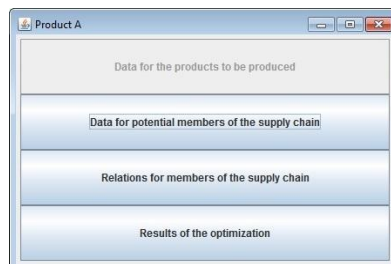 Product A
Data for the products to be produced
Data for potential members of the supply chain
Relations for members of the supply chain
Results of the optimization